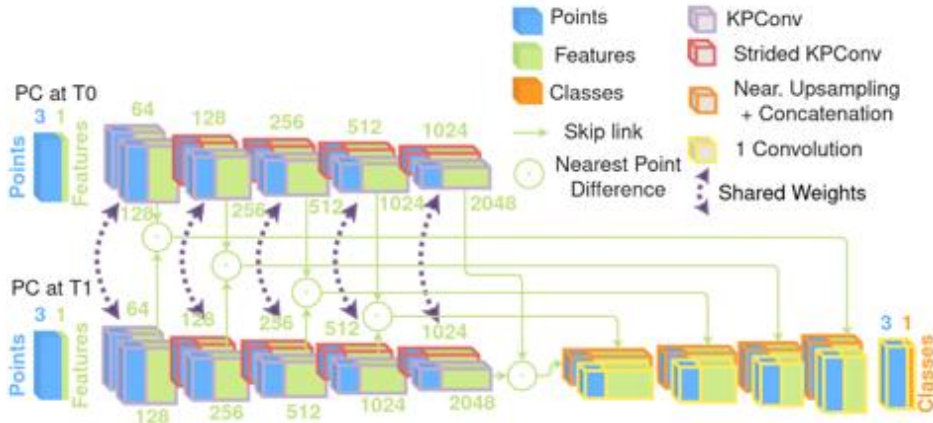 Points
Features
Classes
Skip link
Nearest Point
Difference
KPConv
Strided KPConv
Near. Upsampling
+ Concatenation
1 Convolution
Shared Weights
PC at T0
3 1
Points
Features
64
128
256
512
1024
128
256
512
1024
2048
PC at T1
3 1
Points
Features
64
128
256
512
1024
128
256
512
1024
2048
3 1
Classes